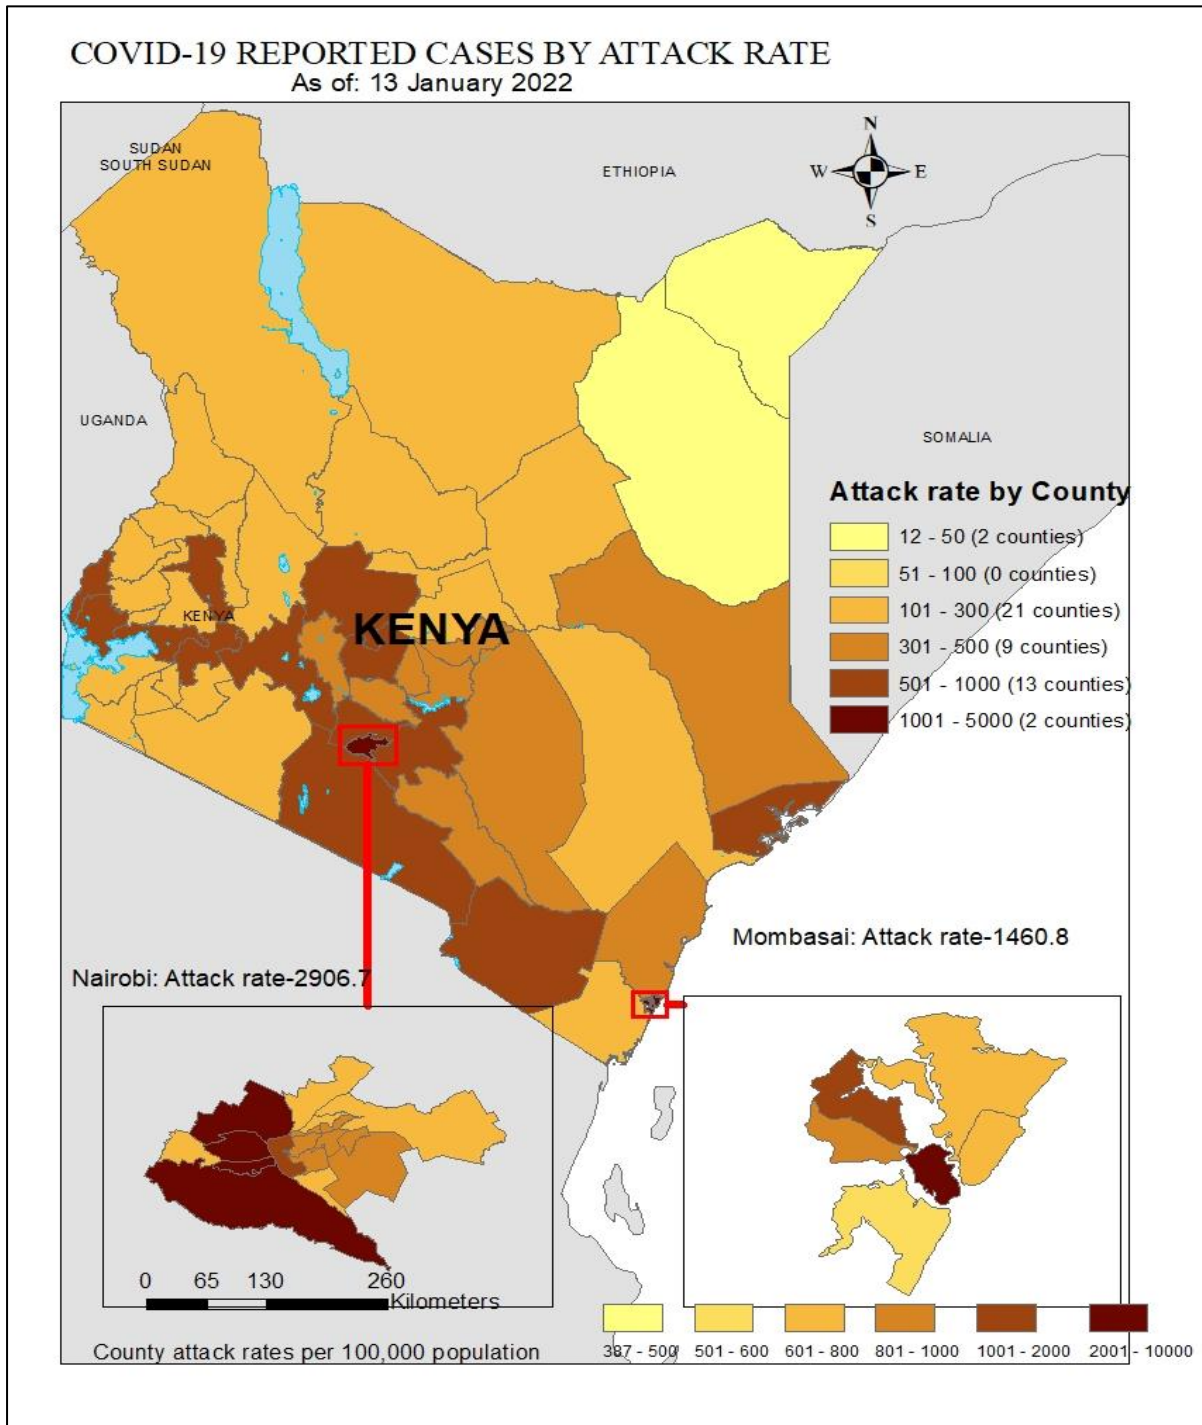 COVID-19 REPORTED CASES BY ATTACK RATE
As of: 13 January 2022
SUDAN
SOUTH SUDAN
ETHIOPIA
N
W
E
S
UGANDA
SOMALIA
Attack rate by County
12 - 50 (2 counties)
51 - 100 (0 counties)
101 - 300 (21 counties)
301 - 500 (9 counties)
501 - 1000 (13 counties)
1001 - 5000 (2 counties)
KENYA
KENYA
Mombasai: Attack rate-1460.8
Nairobi: Attack rate-2906.7
0 65 130 260
Kilometers
County attack rates per 100,000 population
387 - 500 501 - 600 601 - 800 801 - 1000 1001 - 2000 2001 - 10000